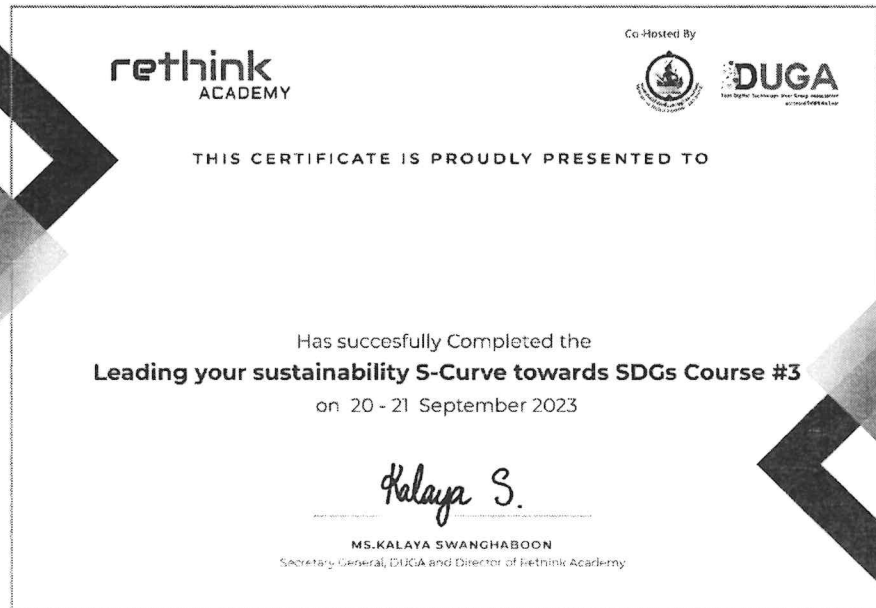 rethink
ACADEMY
Co-Hosted By
DUGA
THIS CERTIFICATE IS PROUDLY PRESENTED TO
Has succesfully Completed the
Leading your sustainability S-Curve towards SDGs Course #3
on 20 - 21 September 2023
Kalaya S.
MS.KALAYA SWANGHABOON
Secretary General, DUGA and Director of Rethink Academy